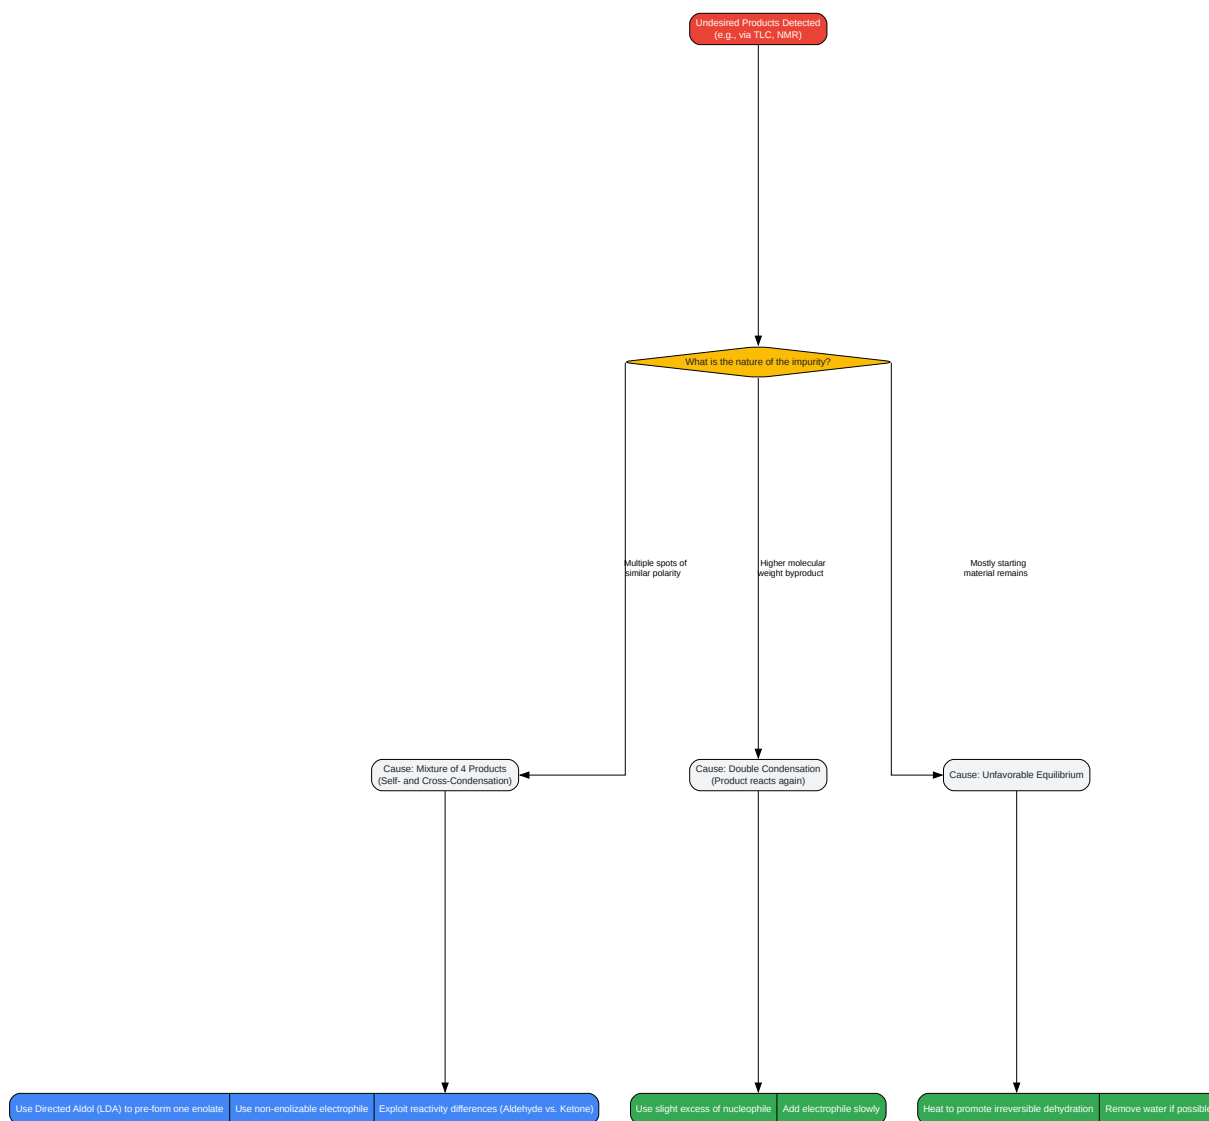 Undesired Products Detected
(e.g., via TLC, NMR)
What is the nature of the impurity?
Multiple spots of
similar polarity
Higher molecular
weight byproduct
Mostly starting
material remains
Cause: Mixture of 4 Products
(Self- and Cross-Condensation)
Cause: Double Condensation
(Product reacts again)
Cause: Unfavorable Equilibrium
Use Directed Aldol (LDA) to pre-form one enolate
Use non-enolizable electrophile
Exploit reactivity differences (Aldehyde vs. Ketone)
Use slight excess of nucleophile
Add electrophile slowly
Heat to promote irreversible dehydration
Remove water if possible